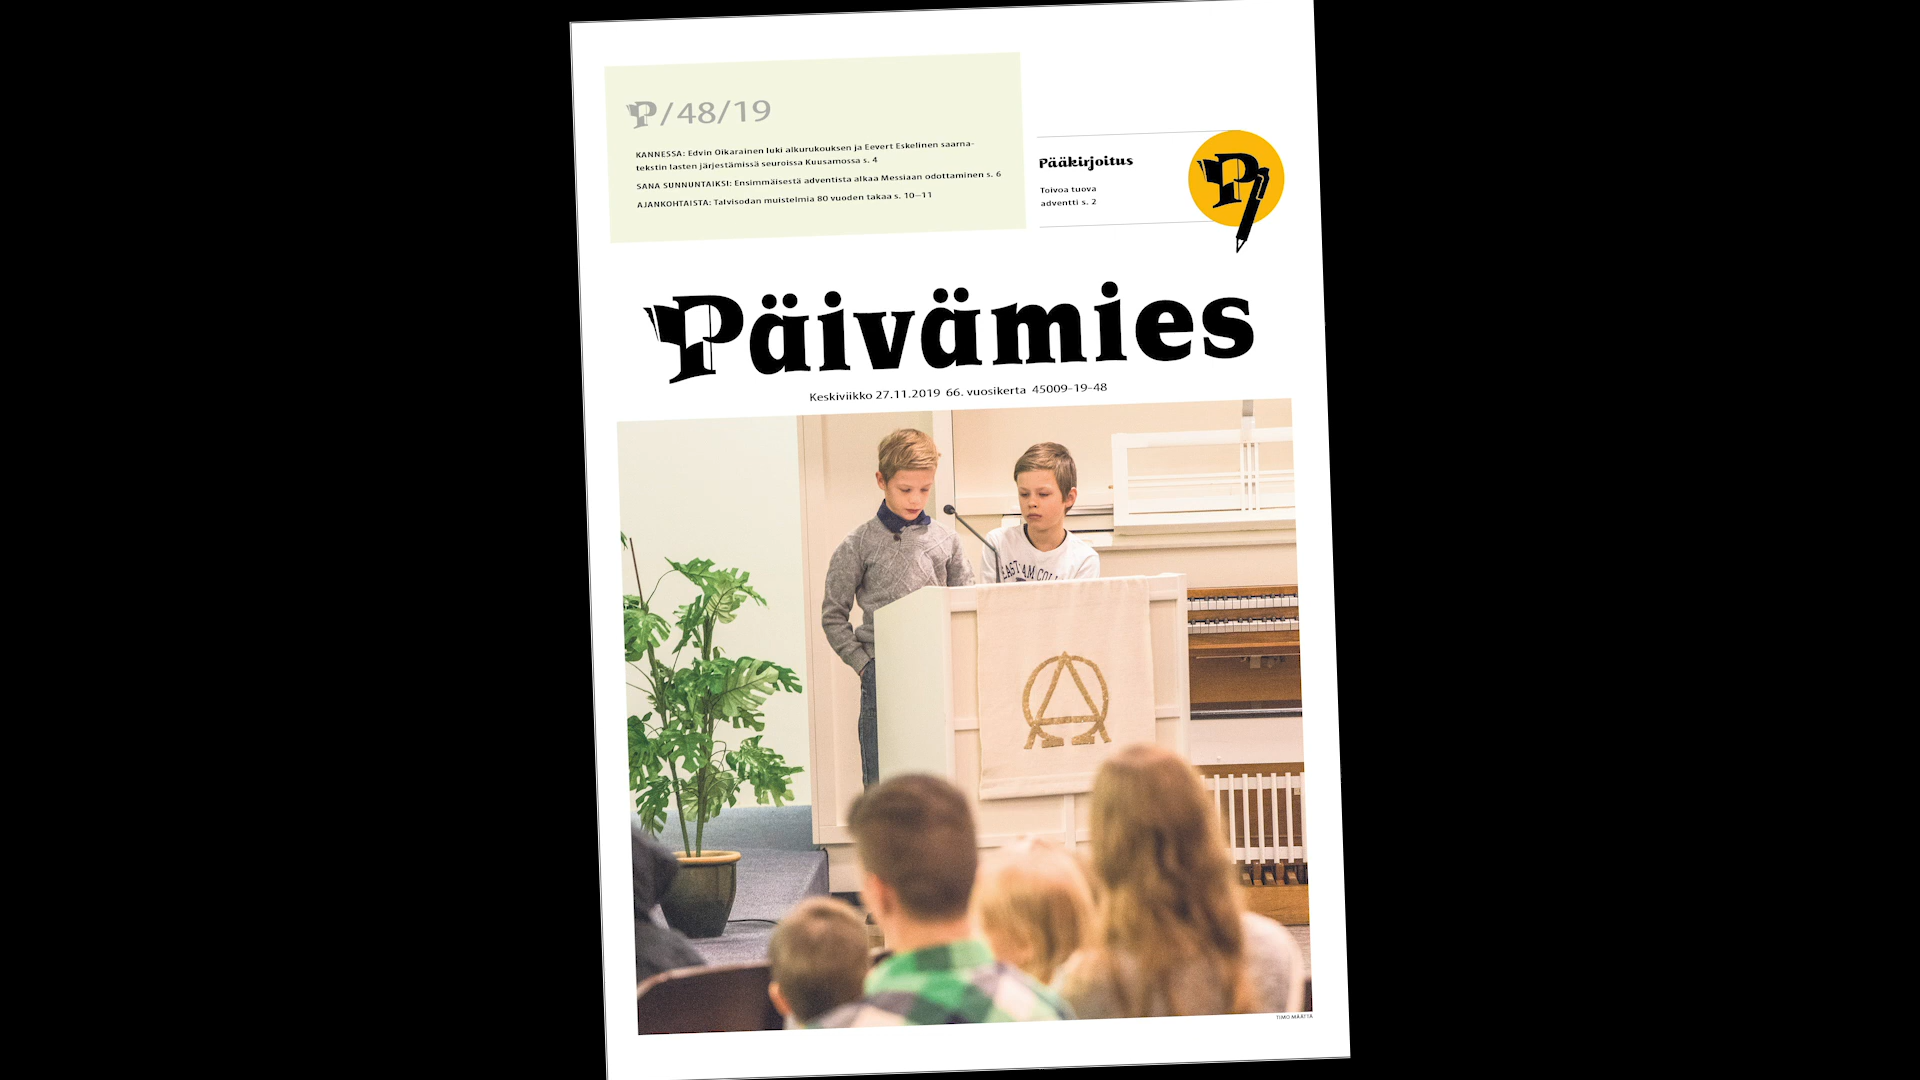 P/48/19
KANNESSA: Edvin Oikarainen luki alkurukouksen ja Eevert Eskelinen saarna-
tekstin lasten järjestämissä seuroissa Kuusamossa s. 4
SANA SUNNUNTAIKSI: Ensimmäisestä adventista alkaa Messiaan odottaminen s. 6
AJANKOHTAISTA: Talvisodan muistelmia 80 vuoden takaa s. 10–11
Pääkirjoitus
Toivoa tuova
adventti s. 2
P
Päivämies
Keskiviikko 27.11.2019 66. vuosikerta 45009-19-48
TIMO MÄÄTTÄ